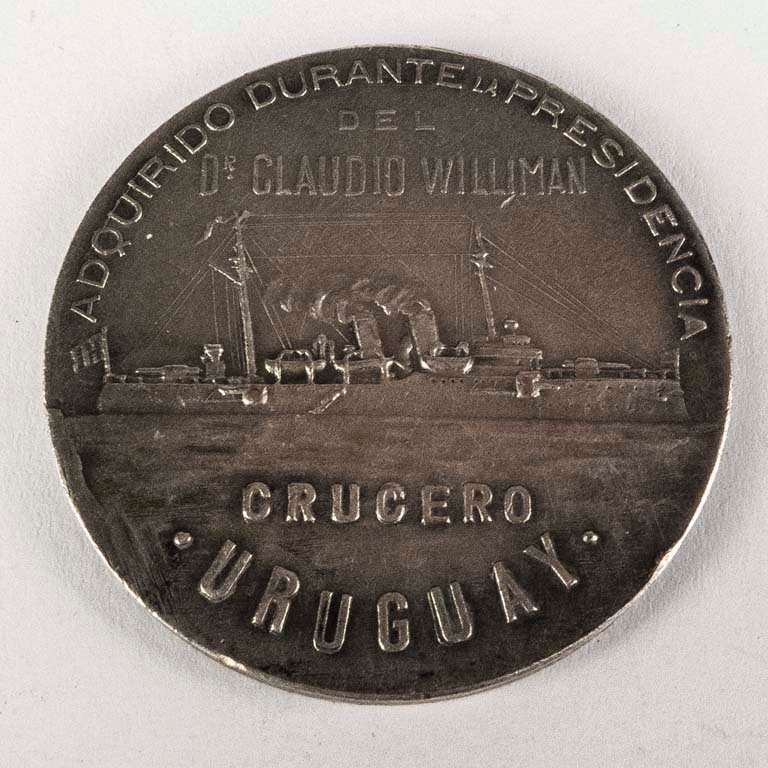 ADQUIRIDO DURANTE LA PRESIDENCIA
DEL
DR CLAUDIO WILLIMAN
CRUCERO
· URUGUAY ·